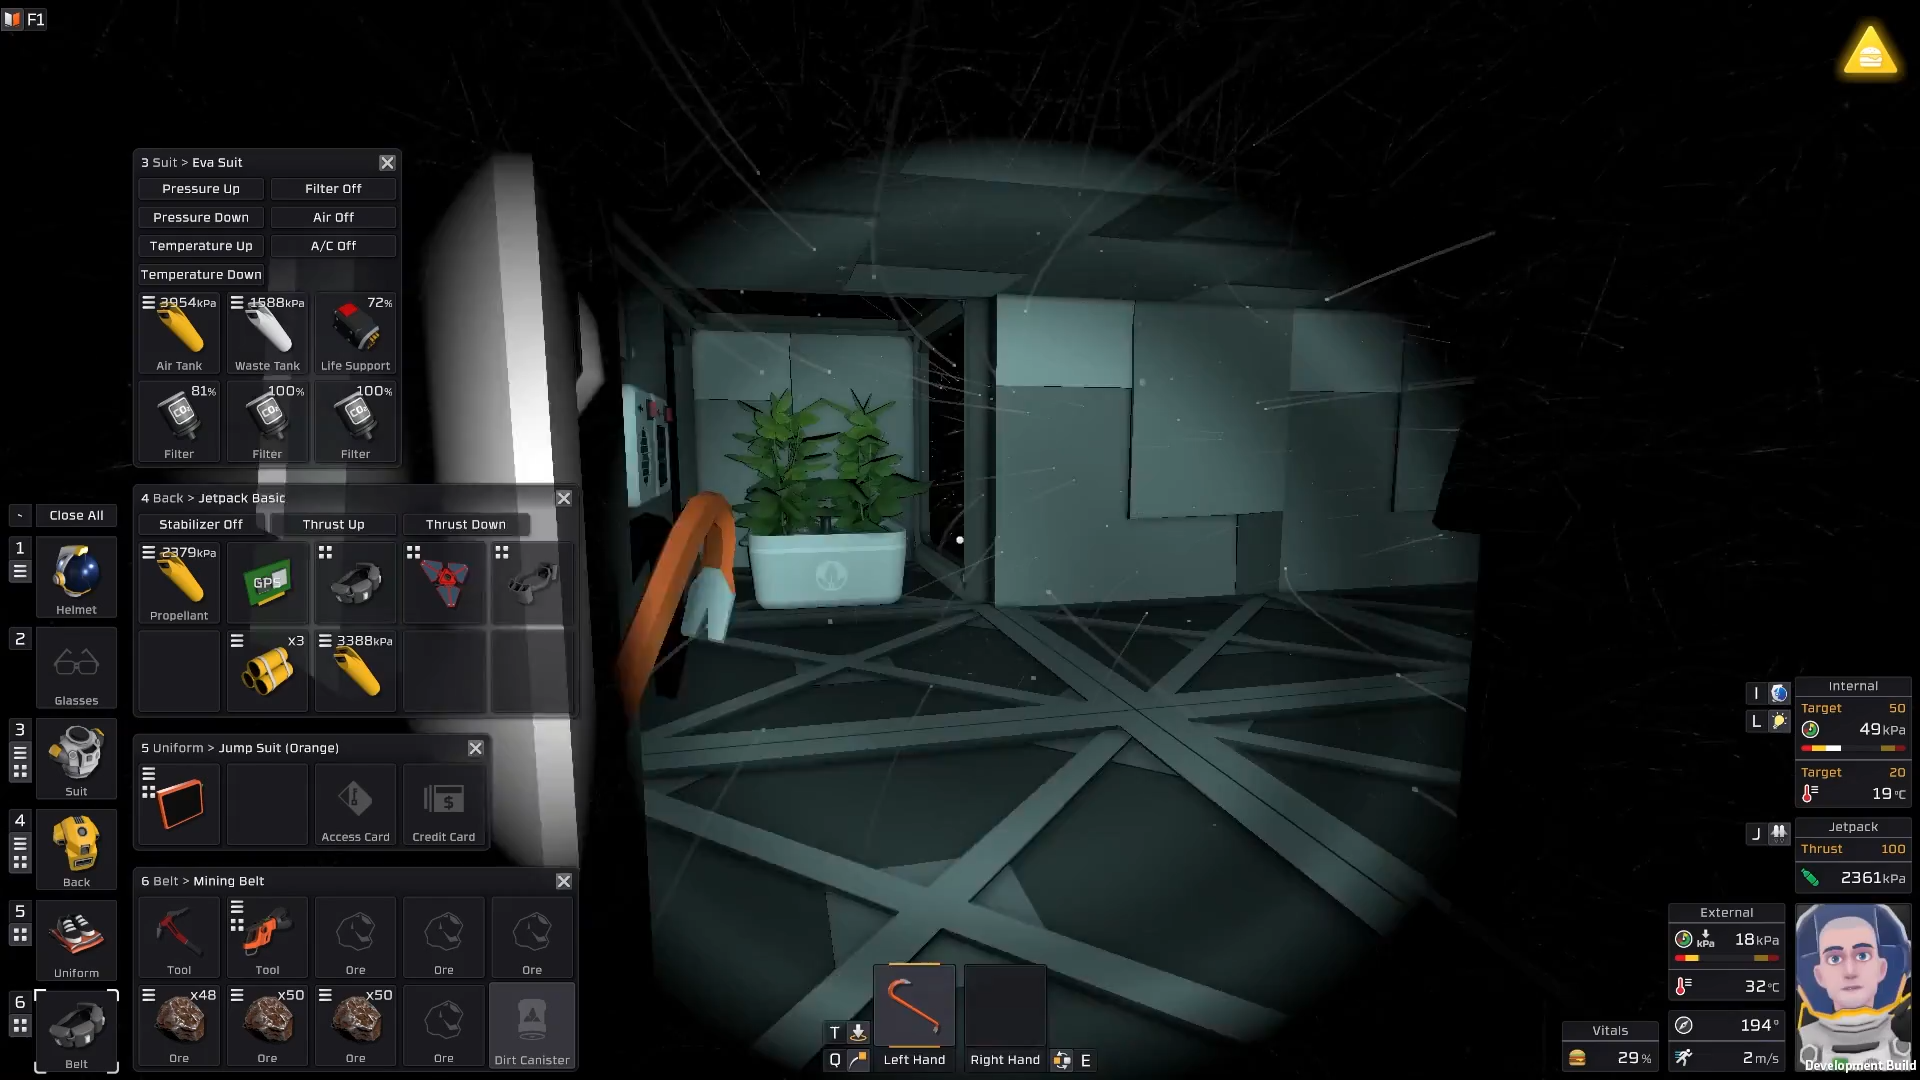 F1
3 Suit > Eva Suit
Pressure Up
Filter Off
Pressure Down
Air Off
Temperature Up
A/C Off
Temperature Down
3954kPa
1588kPa
72%
Air Tank
Waste Tank
Life Support
81%
100%
100%
CO₂
CO₂
CO₂
Filter
Filter
Filter
4 Back > Jetpack Basic
Stabilizer Off
Thrust Up
Thrust Down
2379kPa
GPS
Propellant
x3
3388kPa
5 Uniform > Jump Suit (Orange)
Access Card
Credit Card
6 Belt > Mining Belt
Tool
Tool
Ore
Ore
Ore
x48
x50
x50
Ore
Ore
Ore
Ore
Dirt Canister
~
Close All
1
Helmet
2
Glasses
3
Suit
4
Back
5
Uniform
6
Belt
T
Q
Left Hand
Right Hand
E
I
L
Internal
Target 50
49kPa
Target 20
19°C
J
Jetpack
Thrust 100
2361kPa
External
kPa
18kPa
32°C
194°
2m/s
Vitals
29%
Development Build